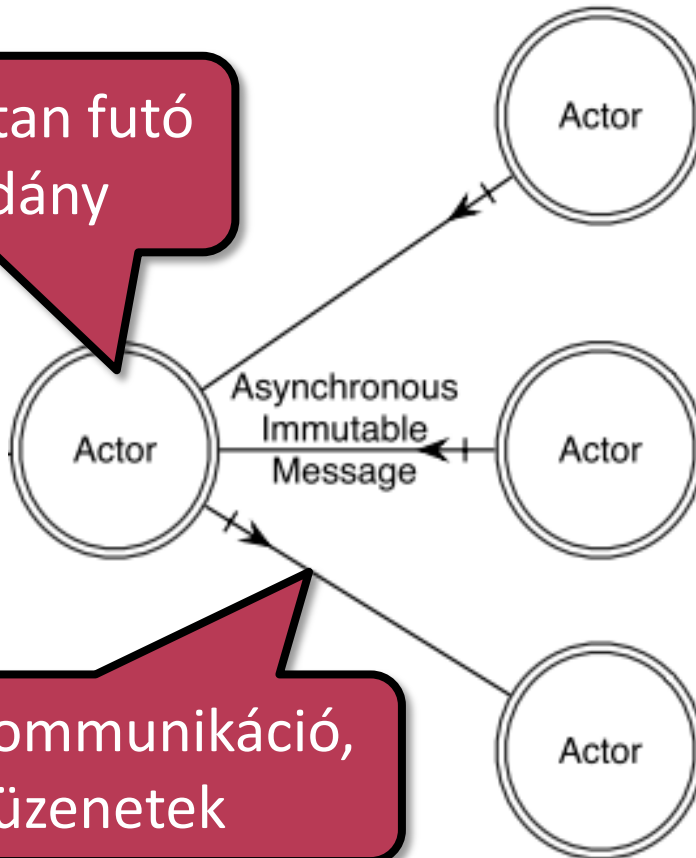 tan futó
dány
Actor
Actor
Asynchronous
Immutable
Message
Actor
Actor
ommunikáció,
üzenetek
Actor